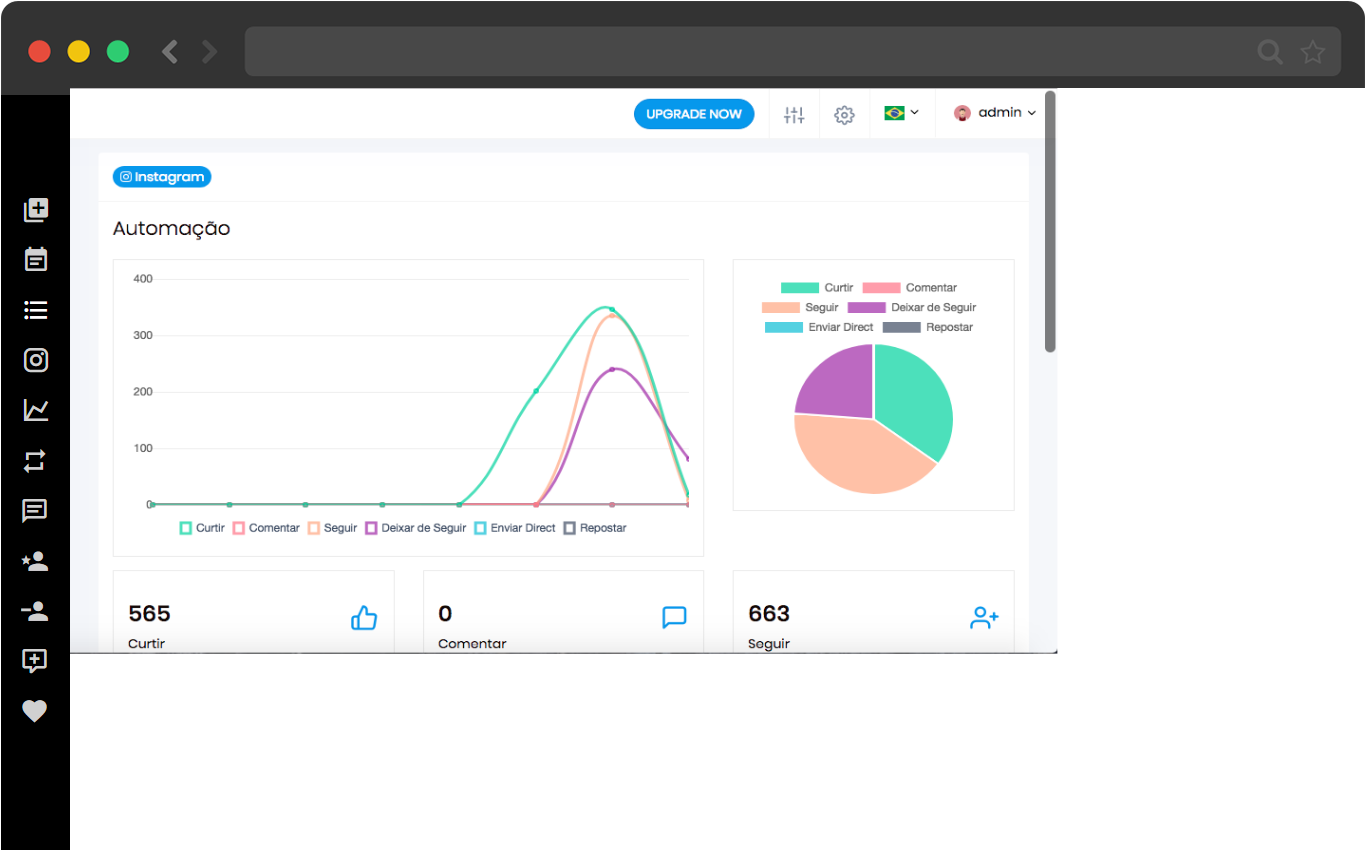 UPGRADE NOW
admin
Instagram
Automação
400
300
200
100
0
Curtir Comentar Seguir Deixar de Seguir Enviar Direct Repostar
Curtir Comentar
Seguir Deixar de Seguir
Enviar Direct Repostar
565
Curtir
0
Comentar
663
Seguir